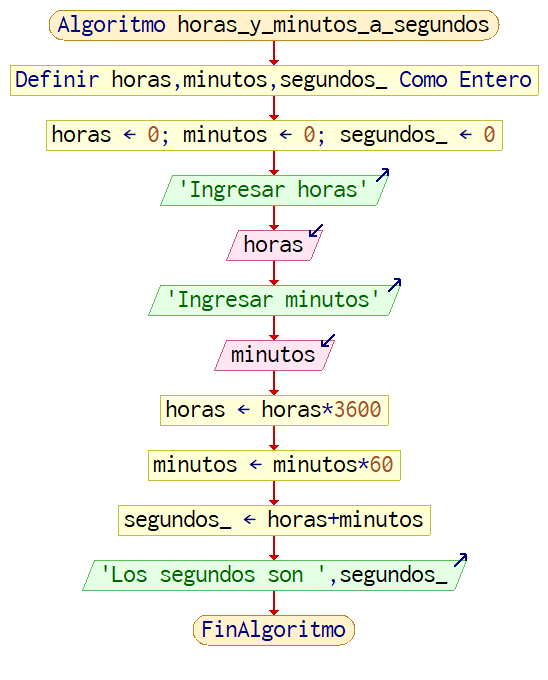 Algoritmo horas_y_minutos_a_segundos
Definir horas,minutos,segundos_ Como Entero
horas ← 0; minutos ← 0; segundos_ ← 0
'Ingresar horas'
horas
'Ingresar minutos'
minutos
horas ← horas*3600
minutos ← minutos*60
segundos_ ← horas+minutos
'Los segundos son ',segundos_
FinAlgoritmo